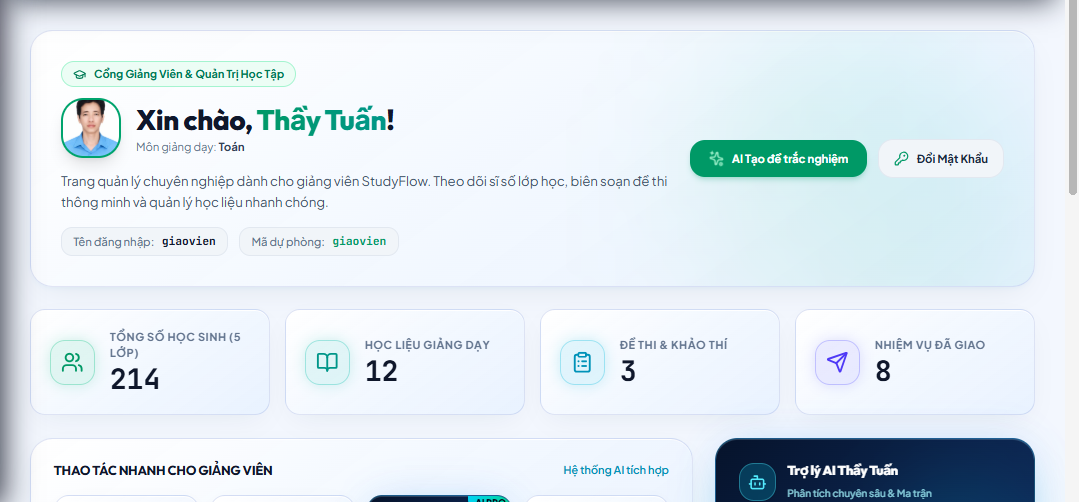 Cổng Giảng Viên & Quản Trị Học Tập
Xin chào, Thầy Tuấn!
Môn giảng dạy: Toán
AI Tạo đề trắc nghiệm
Đổi Mật Khẩu
Trang quản lý chuyên nghiệp dành cho giảng viên StudyFlow. Theo dõi sĩ số lớp học, biên soạn đề thi
thông minh và quản lý học liệu nhanh chóng.
Tên đăng nhập: giaovien
Mã dự phòng: giaovien
TỔNG SỐ HỌC SINH (5
LỚP)
214
HỌC LIỆU GIẢNG DẠY
12
ĐỀ THI & KHẢO THÍ
3
NHIỆM VỤ ĐÃ GIAO
8
THAO TÁC NHANH CHO GIẢNG VIÊN
Hệ thống AI tích hợp
AI PRO
Trợ lý AI Thầy Tuấn
Phân tích chuyên sâu & Ma trận